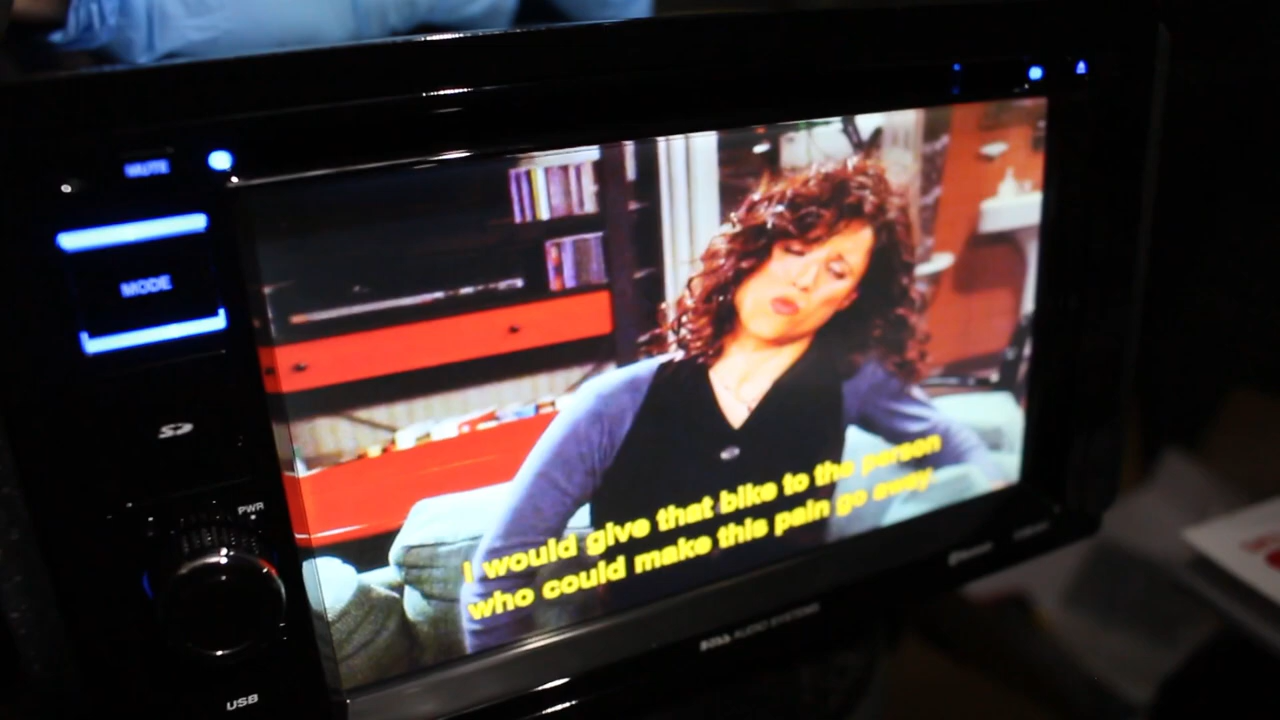 MUTE
MODE
PWR
USB
I would give that bike to the person
who could make this pain go away
BOSS AUDIO SYSTEMS